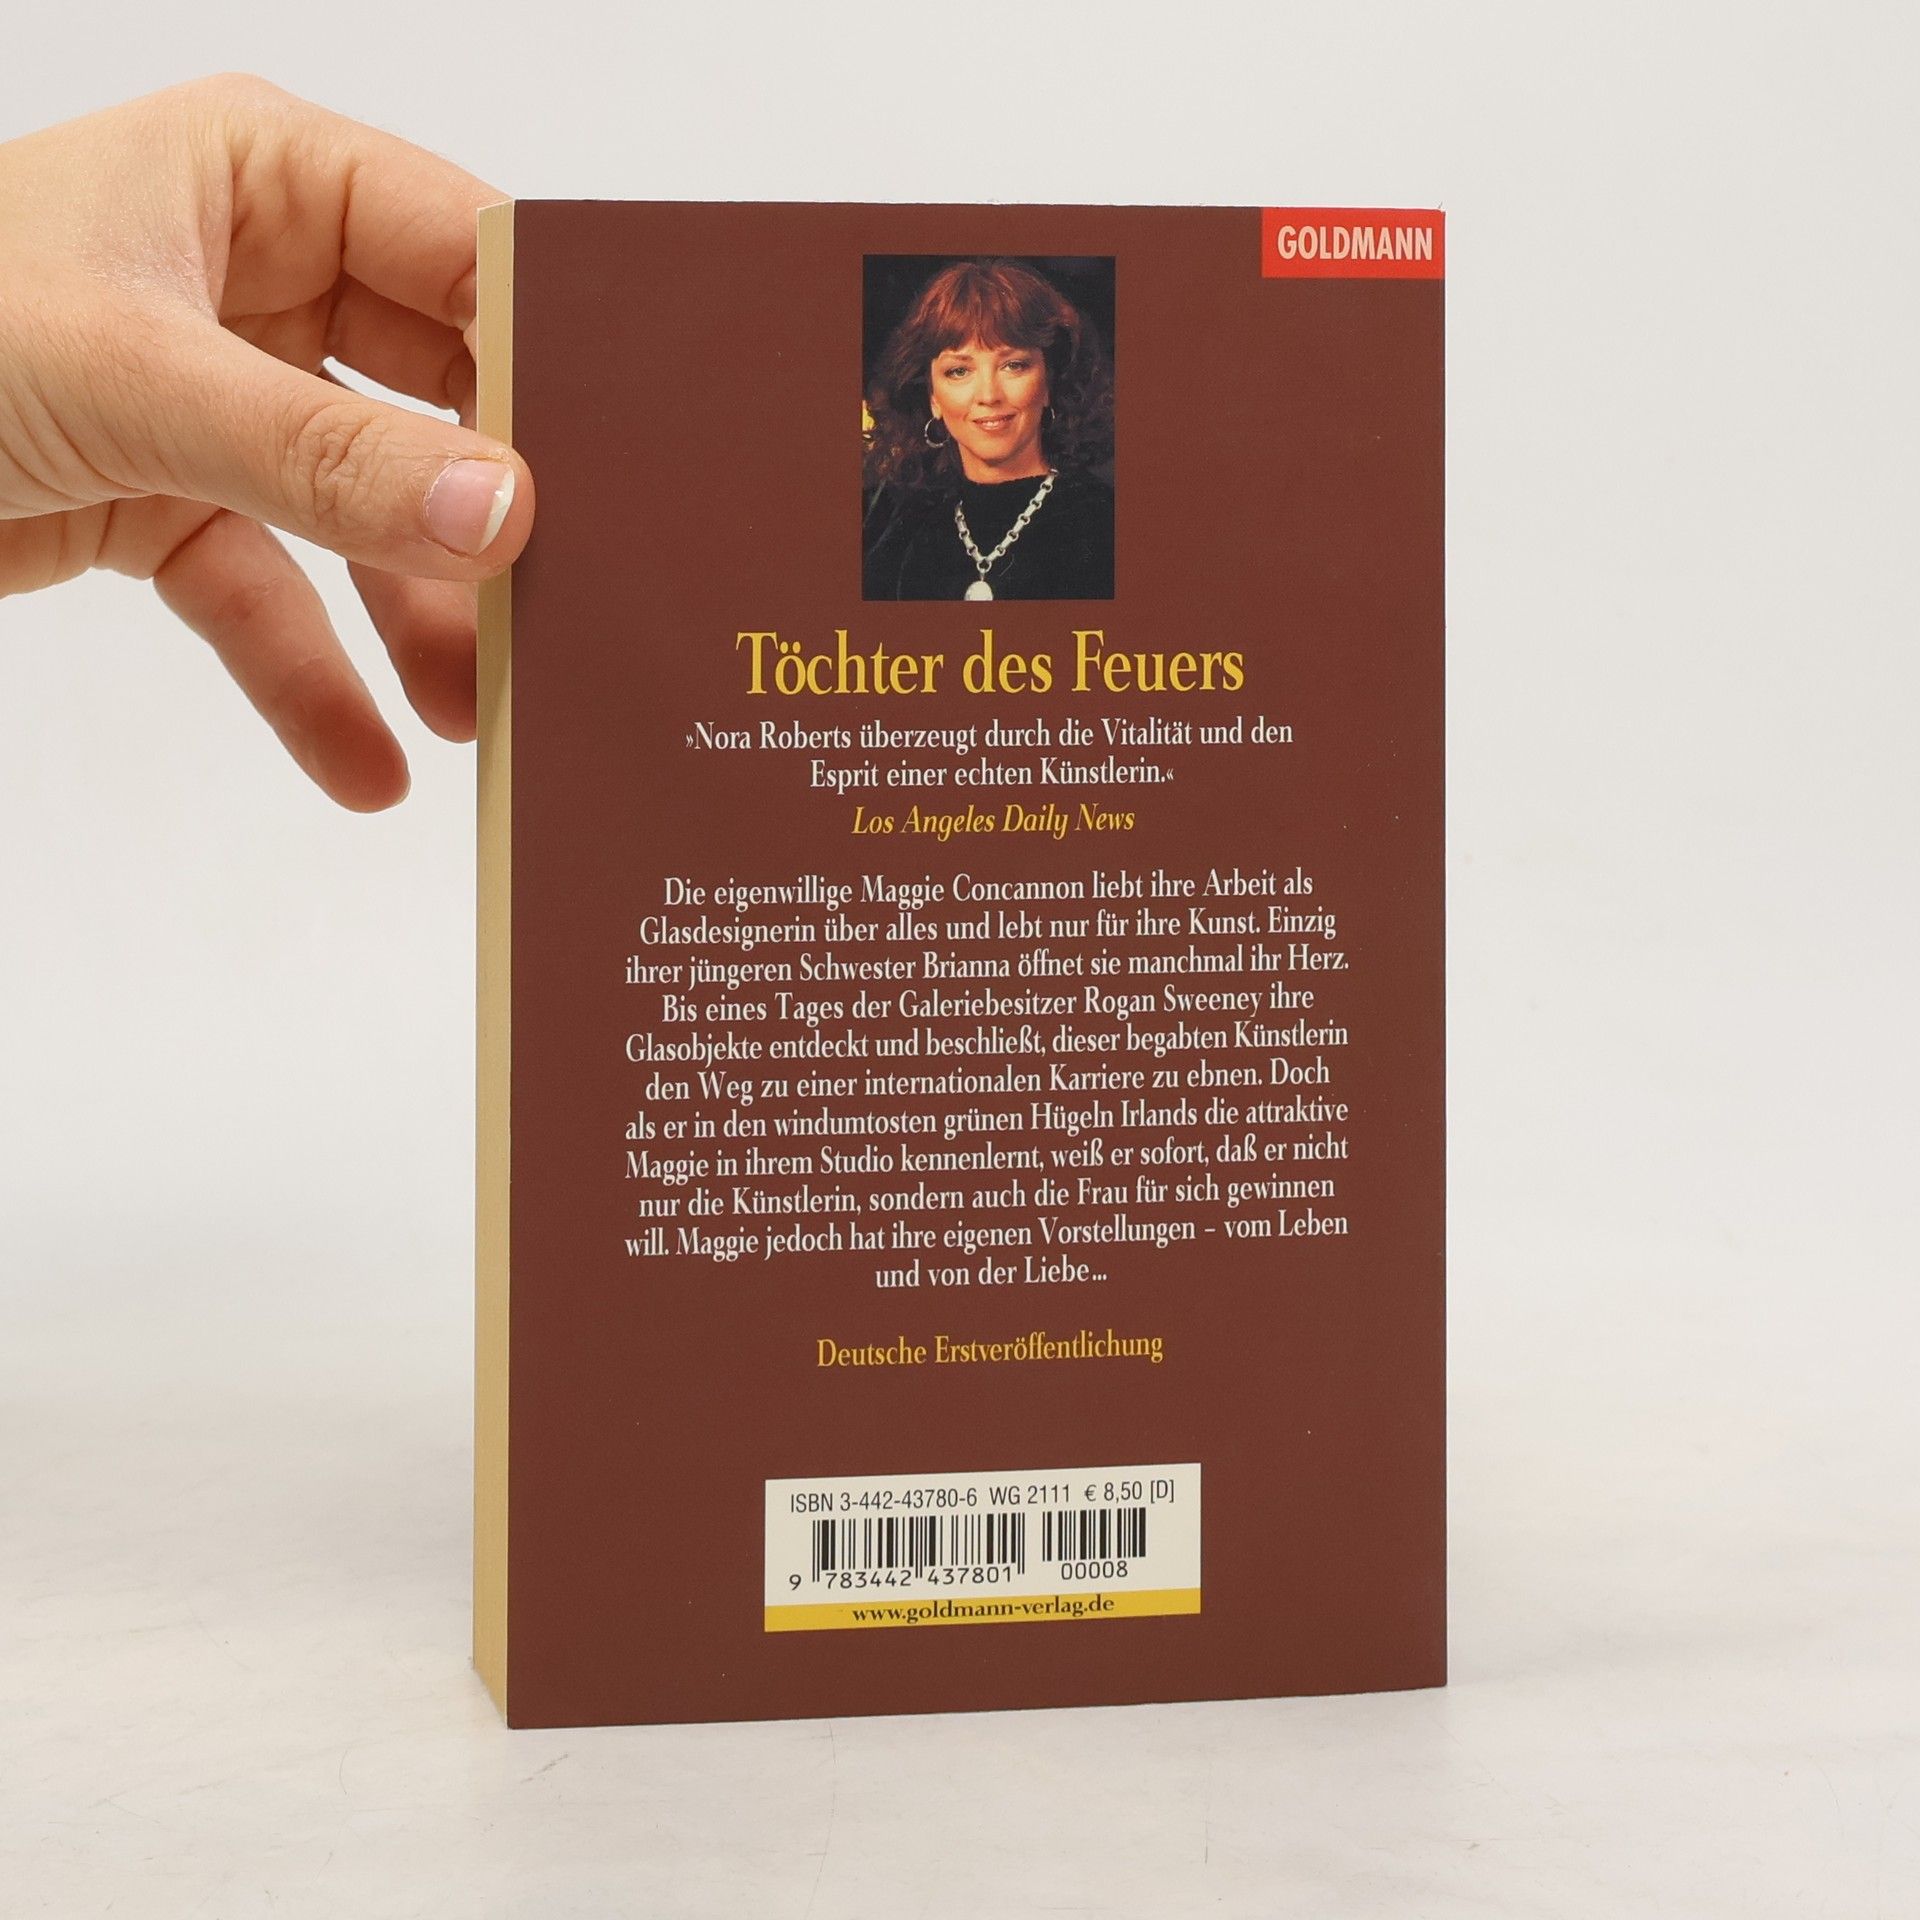 GOLDMANN
Töchter des Feuers
»Nora Roberts überzeugt durch die Vitalität und den
Esprit einer echten Künstlerin.«
Los Angeles Daily News
Die eigenwillige Maggie Concannon liebt ihre Arbeit als
Glasdesignerin über alles und lebt nur für ihre Kunst. Einzig
ihrer jüngeren Schwester Brianna öffnet sie manchmal ihr Herz.
Bis eines Tages der Galeriebesitzer Rogan Sweeney ihre
Glasobjekte entdeckt und beschließt, dieser begabten Künstlerin
den Weg zu einer internationalen Karriere zu ebnen. Doch
als er in den windumtosten grünen Hügeln Irlands die attraktive
Maggie in ihrem Studio kennenlernt, weiß er sofort, daß er nicht
nur die Künstlerin, sondern auch die Frau für sich gewinnen
will. Maggie jedoch hat ihre eigenen Vorstellungen – vom Leben
und von der Liebe...
Deutsche Erstveröffentlichung
ISBN 3-442-43780-6 WG 2111 € 8,50 [D]
9 783442 437801 00008
www.goldmann-verlag.de